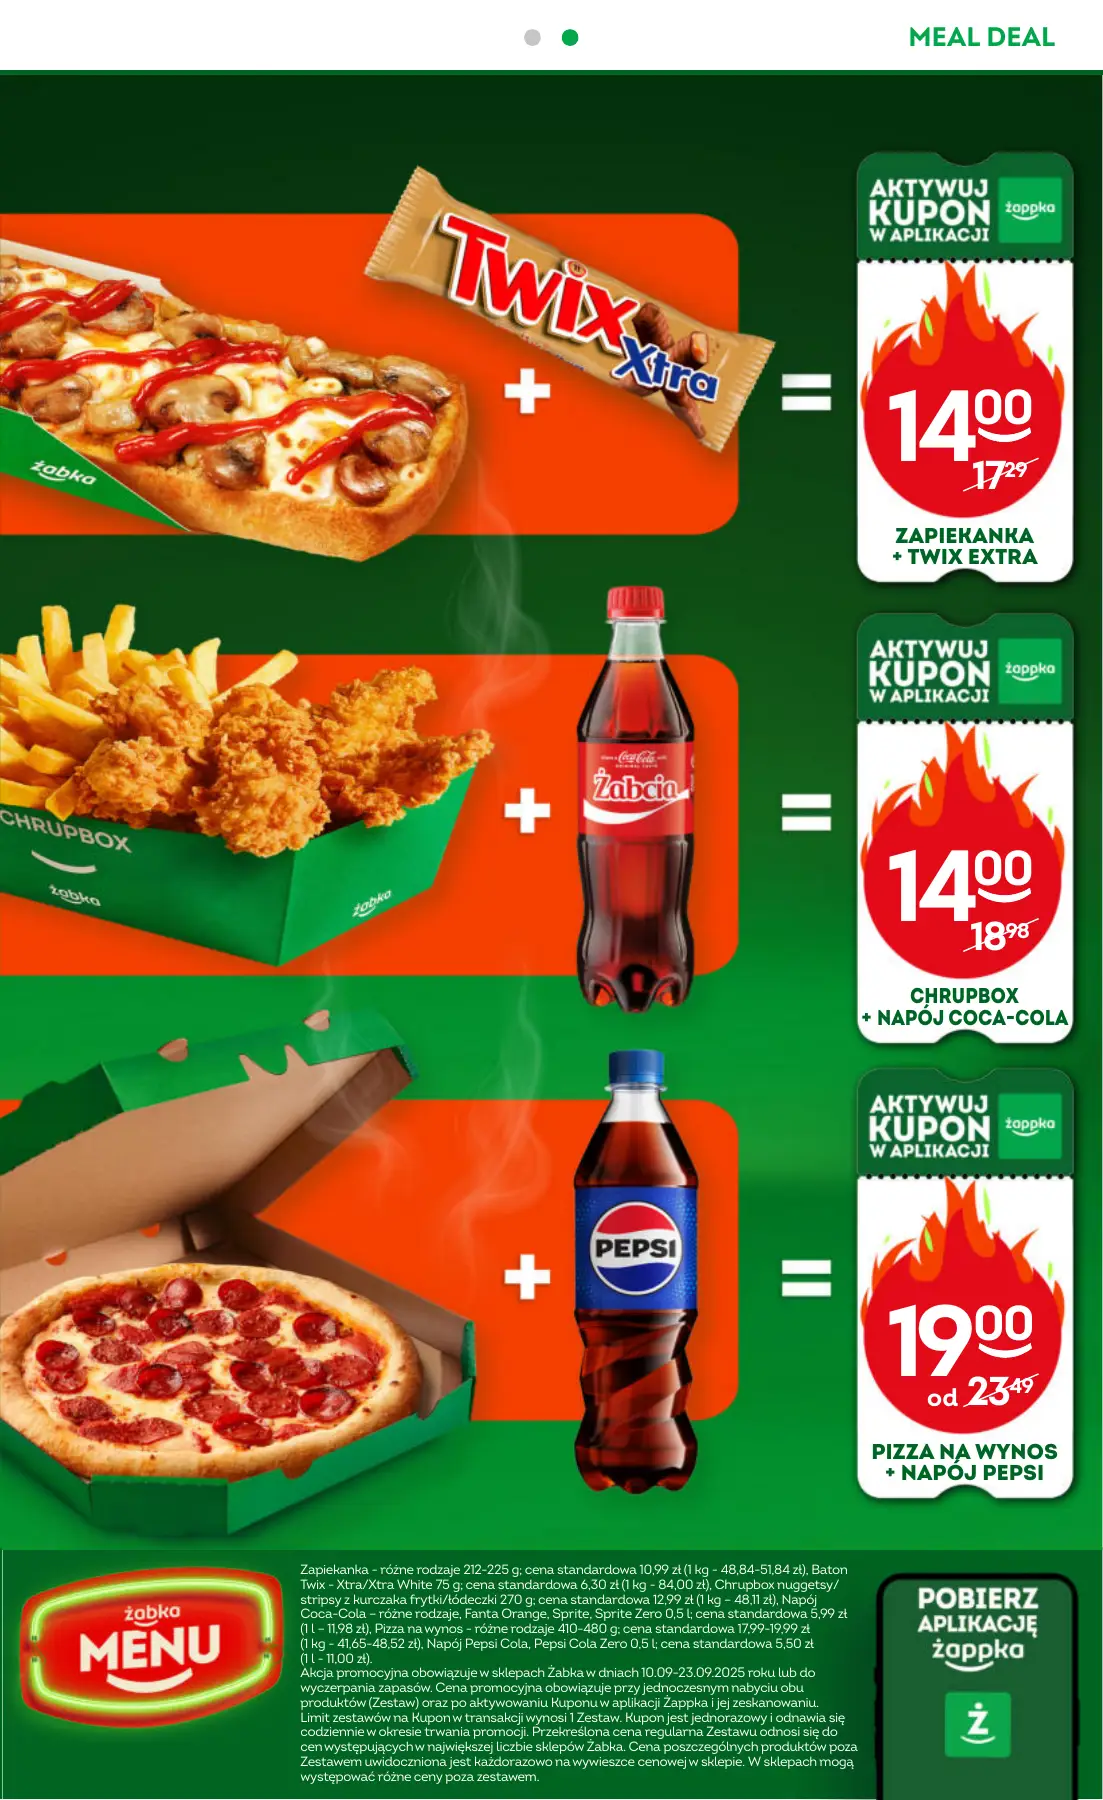 MEAL DEAL
AKTYWUJ
KUPON
W APLIKACJI
żappka
TWIX
Xtra
+
=
1400
1729
ZAPIEKANKA
+ TWIX EXTRA
żabka
AKTYWUJ
KUPON
W APLIKACJI
żappka
Coca-Cola
Żabcia
+
=
1400
1898
CHRUPBOX
+ NAPÓJ COCA-COLA
CHRUPBOX
żabka
żabka
AKTYWUJ
KUPON
W APLIKACJI
żappka
PEPSI
+
=
1900
od 2349
PIZZA NA WYNOS
+ NAPÓJ PEPSI
żabka
MENU
Zapiekanka - różne rodzaje 212-225 g; cena standardowa 10,99 zł (1 kg - 48,84-51,84 zł), Baton
Twix - Xtra/Xtra White 75 g; cena standardowa 6,30 zł (1 kg - 84,00 zł), Chrupbox nuggetsy/
stripsy z kurczaka frytki/łódeczki 270 g; cena standardowa 12,99 zł (1 kg – 48,11 zł), Napój
Coca-Cola – różne rodzaje, Fanta Orange, Sprite, Sprite Zero 0,5 l; cena standardowa 5,99 zł
(1 l – 11,98 zł), Pizza na wynos - różne rodzaje 410-480 g; cena standardowa 17,99-19,99 zł
(1 kg - 41,65-48,52 zł), Napój Pepsi Cola, Pepsi Cola Zero 0,5 l; cena standardowa 5,50 zł
(1 l - 11,00 zł).
Akcja promocyjna obowiązuje w sklepach Żabka w dniach 10.09-23.09.2025 roku lub do
wyczerpania zapasów. Cena promocyjna obowiązuje przy jednoczesnym nabyciu obu
produktów (Zestaw) oraz po aktywowaniu Kuponu w aplikacji Żappka i jej zeskanowaniu.
Limit zestawów na Kupon w transakcji wynosi 1 Zestaw. Kupon jest jednorazowy i odnawia się
codziennie w okresie trwania promocji. Przekreślona cena regularna Zestawu odnosi się do
cen występujących w największej liczbie sklepów Żabka. Cena poszczególnych produktów poza
Zestawem uwidoczniona jest każdorazowo na wywieszce cenowej w sklepie. W sklepach mogą
występować różne ceny poza zestawem.
POBIERZ
APLIKACJĘ
żappka
Ż